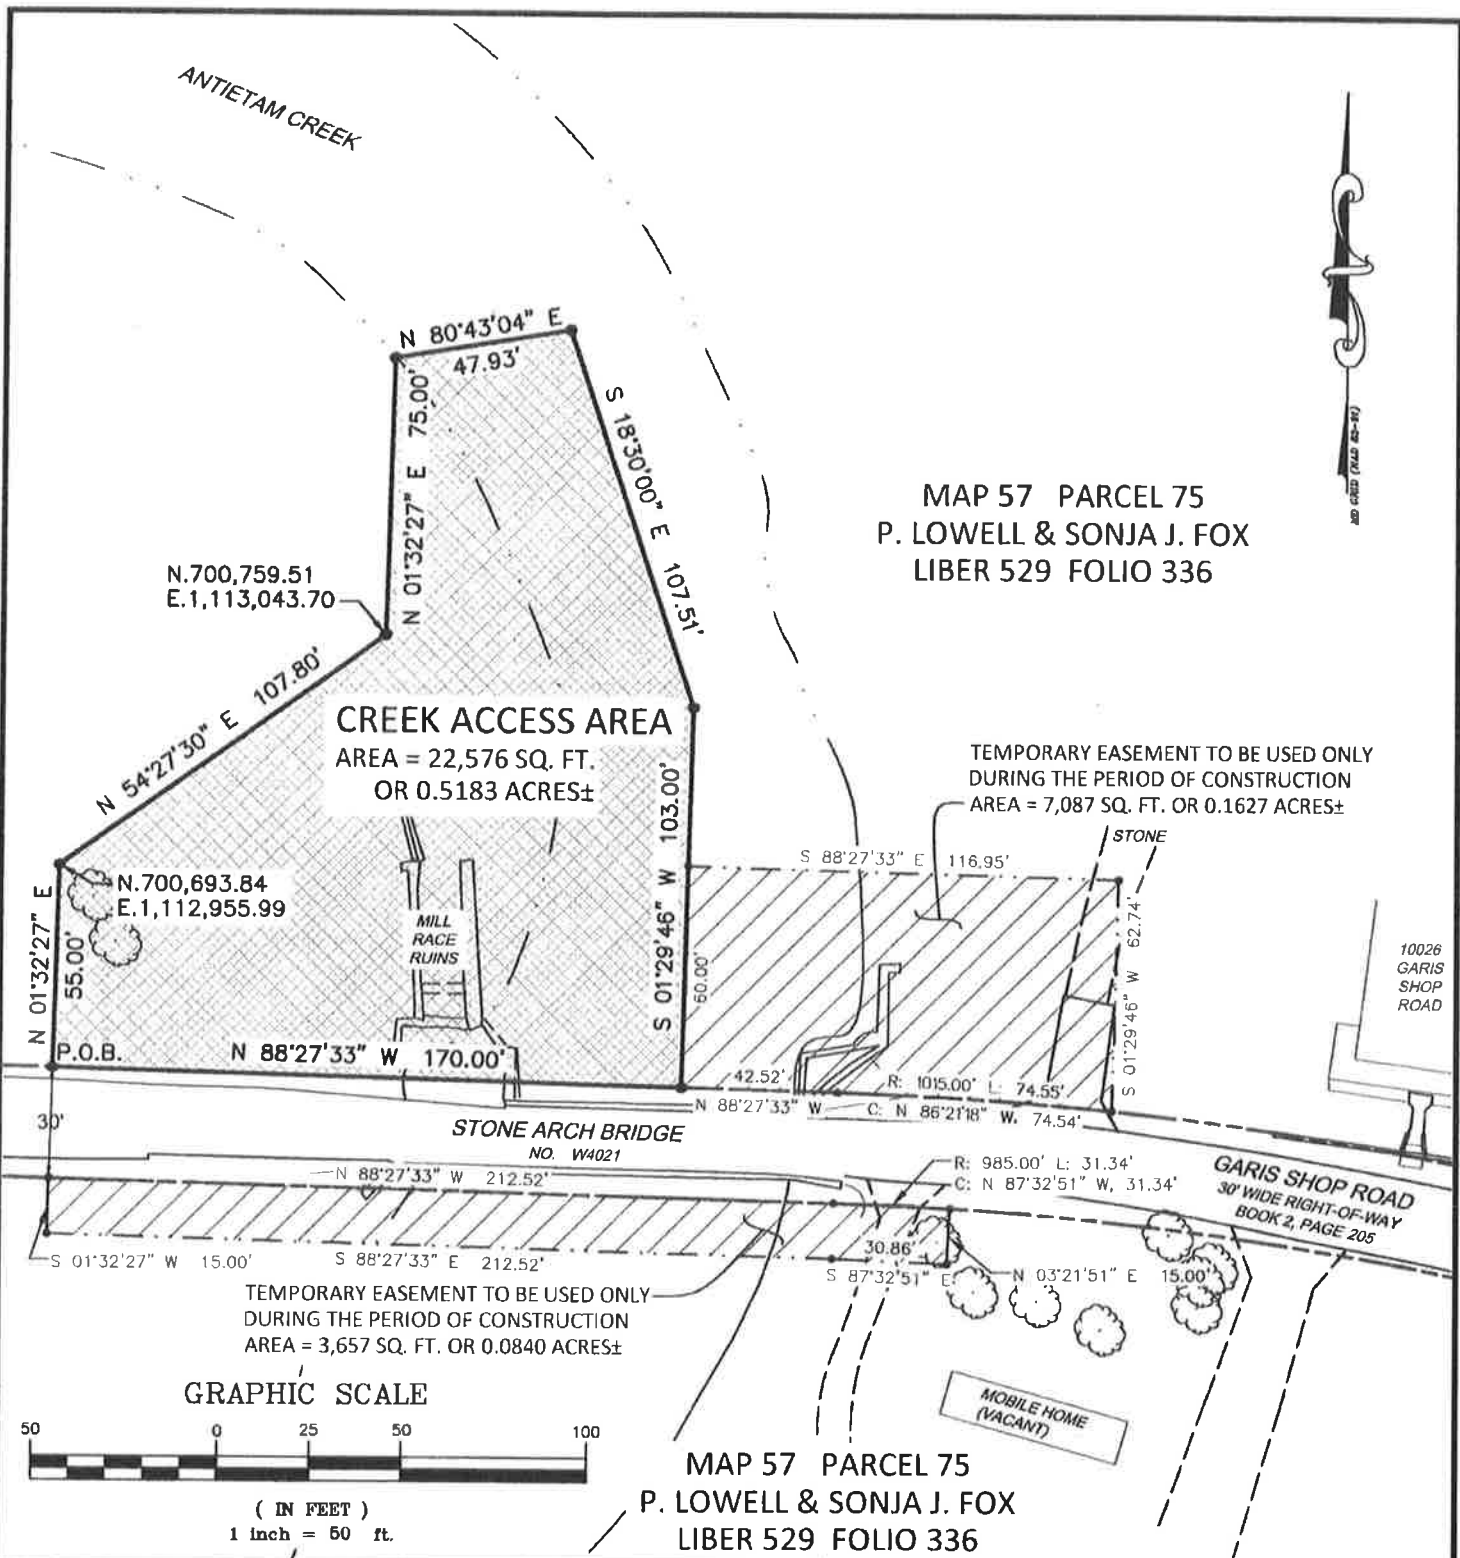 ANTIETAM CREEK
N 80°43'04" E
47.93'
N 01°32'27" E 75.00'
S 18°30'00" E 107.51'
MD GRID (NAD 83-91)
MAP 57 PARCEL 75
P. LOWELL & SONJA J. FOX
LIBER 529 FOLIO 336
N.700,759.51
E.1,113,043.70
N 54°27'30" E 107.80'
CREEK ACCESS AREA
AREA = 22,576 SQ. FT.
OR 0.5183 ACRES±
S 01°29'46" W 103.00'
TEMPORARY EASEMENT TO BE USED ONLY
DURING THE PERIOD OF CONSTRUCTION
AREA = 7,087 SQ. FT. OR 0.1627 ACRES±
STONE
S 88°27'33" E 116.95'
N.700,693.84
E.1,112,955.99
N 01°32'27" E
55.00'
MILL
RACE
RUINS
60.00'
S 01°29'46" W 62.74'
10026
GARIS
SHOP
ROAD
P.O.B.
N 88°27'33" W 170.00'
42.52'
R: 1015.00' L: 74.55'
N 88°27'33" W
C: N 86°21'18" W, 74.54'
30'
STONE ARCH BRIDGE
NO. W4021
N 88°27'33" W 212.52'
R: 985.00' L: 31.34'
C: N 87°32'51" W, 31.34'
GARIS SHOP ROAD
30' WIDE RIGHT-OF-WAY
BOOK 2, PAGE 205
S 01°32'27" W 15.00'
S 88°27'33" E 212.52'
30.86'
S 87°32'51" E
N 03°21'51" E 15.00'
TEMPORARY EASEMENT TO BE USED ONLY
DURING THE PERIOD OF CONSTRUCTION
AREA = 3,657 SQ. FT. OR 0.0840 ACRES±
GRAPHIC SCALE
50 0 25 50 100
( IN FEET )
1 inch = 50 ft.
MOBILE HOME
(VACANT)
MAP 57 PARCEL 75
P. LOWELL & SONJA J. FOX
LIBER 529 FOLIO 336